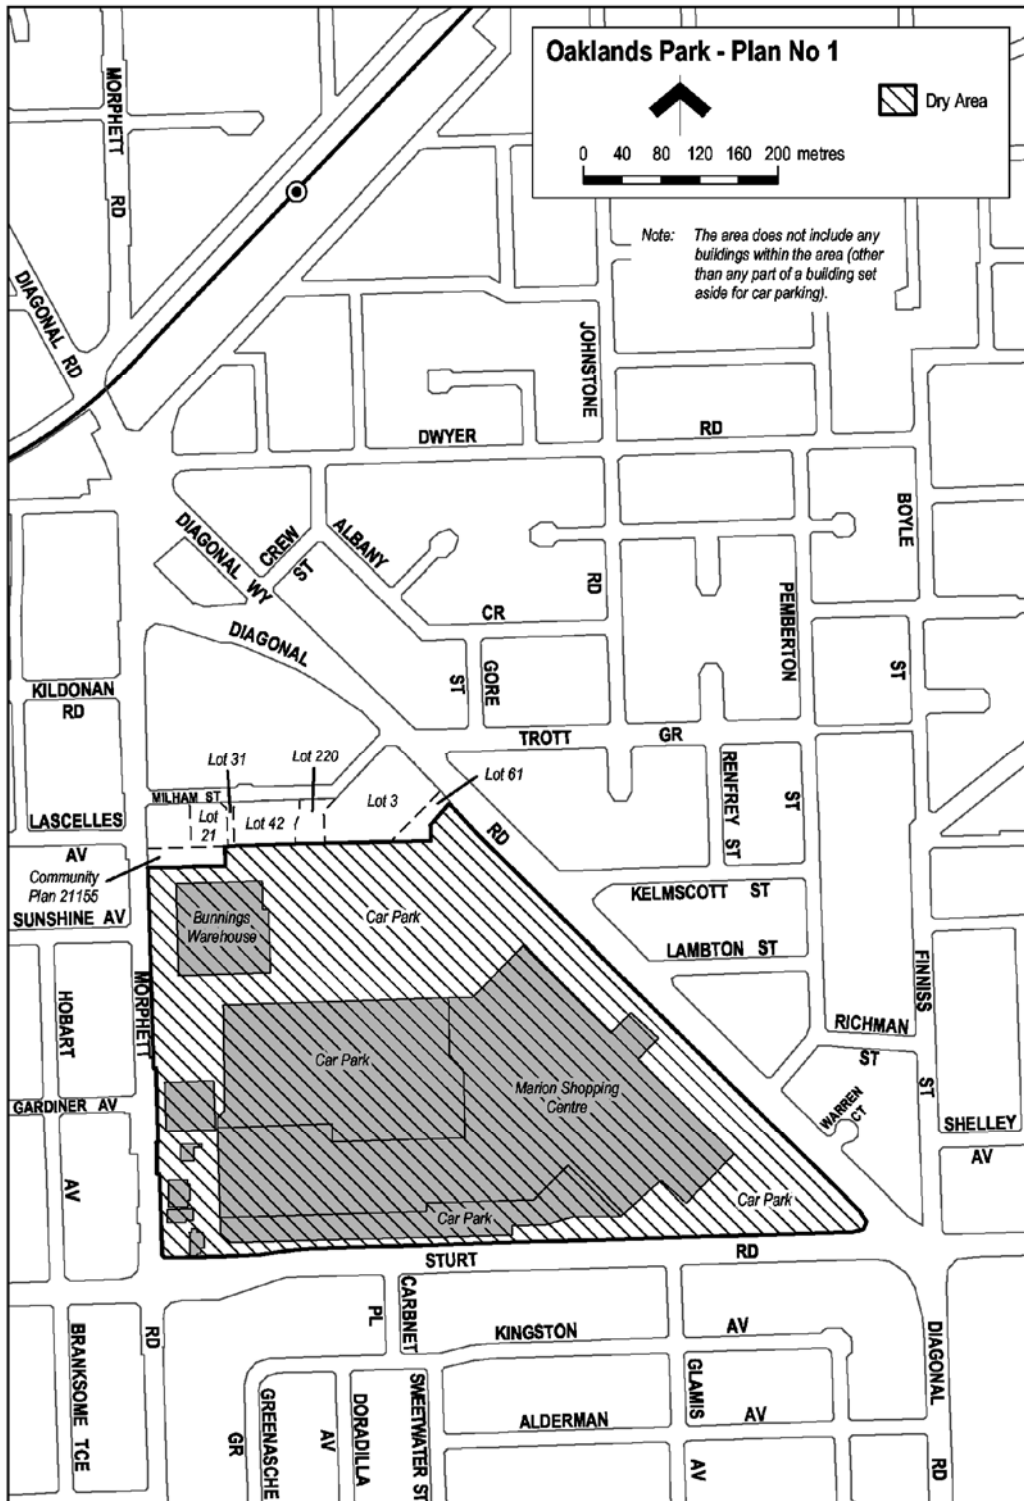 Oaklands Park - Plan No 1
Dry Area
0 40 80 120 160 200 metres
Note: The area does not include any
buildings within the area (other
than any part of a building set
aside for car parking).
MORPHETT
RD
DIAGONAL RD
JOHNSTONE
RD
DWYER
RD
BOYLE
ST
DIAGONAL WY
CREW
ST
ALBANY
CR
PEMBERTON
ST
DIAGONAL
RD
GORE
ST
KILDONAN
RD
TROTT
GR
RENFREY ST
Lot 31
Lot 220
Lot 61
Lot 3
MILHAM ST
Lot
21
Lot 42
LASCELLES
AV
Community
Plan 21155
SUNSHINE AV
KELMSCOTT ST
LAMBTON ST
Bunnings
Warehouse
Car Park
MORPHETT
RD
HOBART
AV
FINNISS
ST
RICHMAN
ST
Car Park
Marion Shopping
Centre
GARDINER AV
WARREN
CT
SHELLEY
AV
Car Park
Car Park
STURT
RD
CARBNET
PL
KINGSTON
AV
DIAGONAL
RD
BRANKSOME TCE
GREENASCHE
GR
DORADILLA
AV
SWEETWATER ST
GLAMIS
AV
ALDERMAN
AV